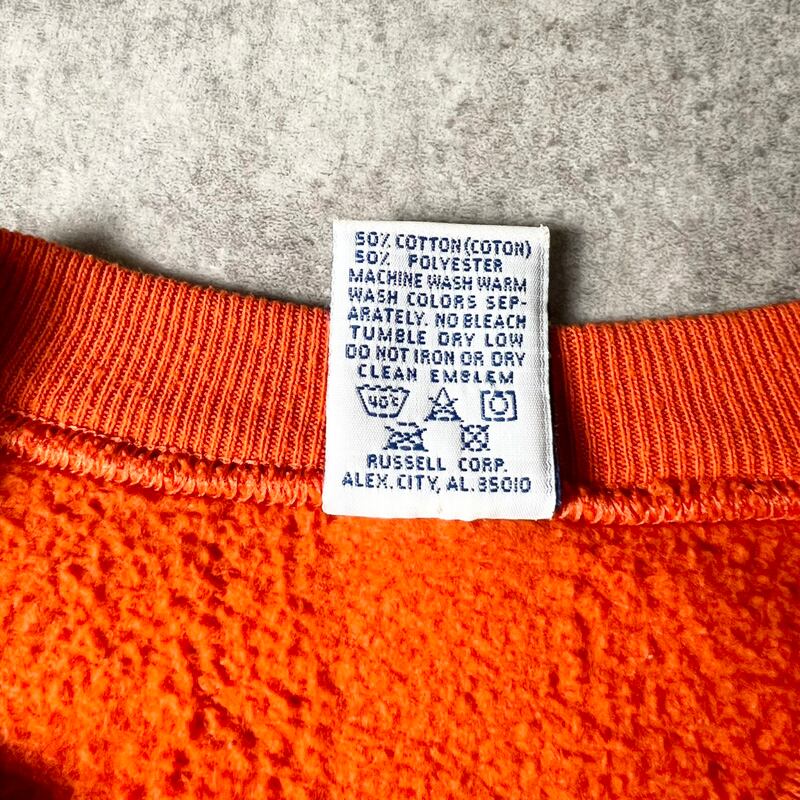 50% COTTON(COTON)
50% POLYESTER
MACHINE WASH WARM
WASH COLORS SEP-
ARATELY. NO BLEACH
TUMBLE DRY LOW
DO NOT IRON OR DRY
CLEAN EMBLEM
40°C
RUSSELL CORP.
ALEX.CITY, AL.35010